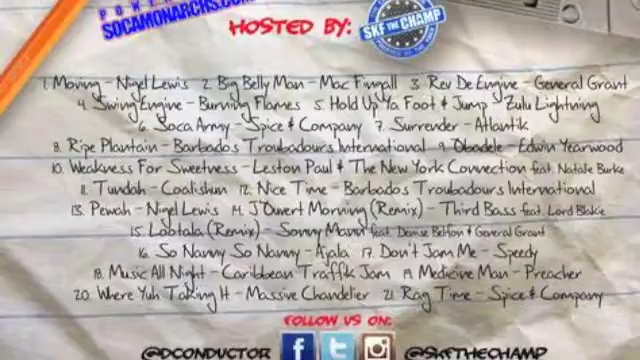 POWERE
SOCAMONARCHS.COM
HOSTED BY:
SKF THE CHAMP
1. Moving - Nigel Lewis 2. Big Belly Man - Mac Fingall 3. Rev De Engine - General Grant
4. Swing Engine - Burning Flames 5. Hold Up Ya Foot & Jump - Zulu Lightning
6. Soca Army - Spice & Company 7. Surrender - Atlantik
8. Ripe Plantain - Barbados Troubadours International 9. Obadele - Edwin Yearwood
10. Weakness For Sweetness - Leston Paul & The New York Connection feat. Natalie Burke
11. Tundah - Coalishun 12. Nice Time - Barbados Troubadours International
13. Pewah - Nigel Lewis 14. J'Ouvert Morning (Remix) - Third Bass feat. Lord Blake
15. Lootala (Remix) - Sonny Mann feat. Denise Belfon & General Grant
16. So Nanny So Nanny - Ajala 17. Don't Jam Me - Speedy
18. Music All Night - Caribbean Traffik Jam 19. Medicine Man - Preacher
20. Where Yuh Taking It - Massive Chandelier 21. Rag Time - Spice & Company
FOLLOW US ON:
@DCONDUCTOR @SKFTHECHAMP